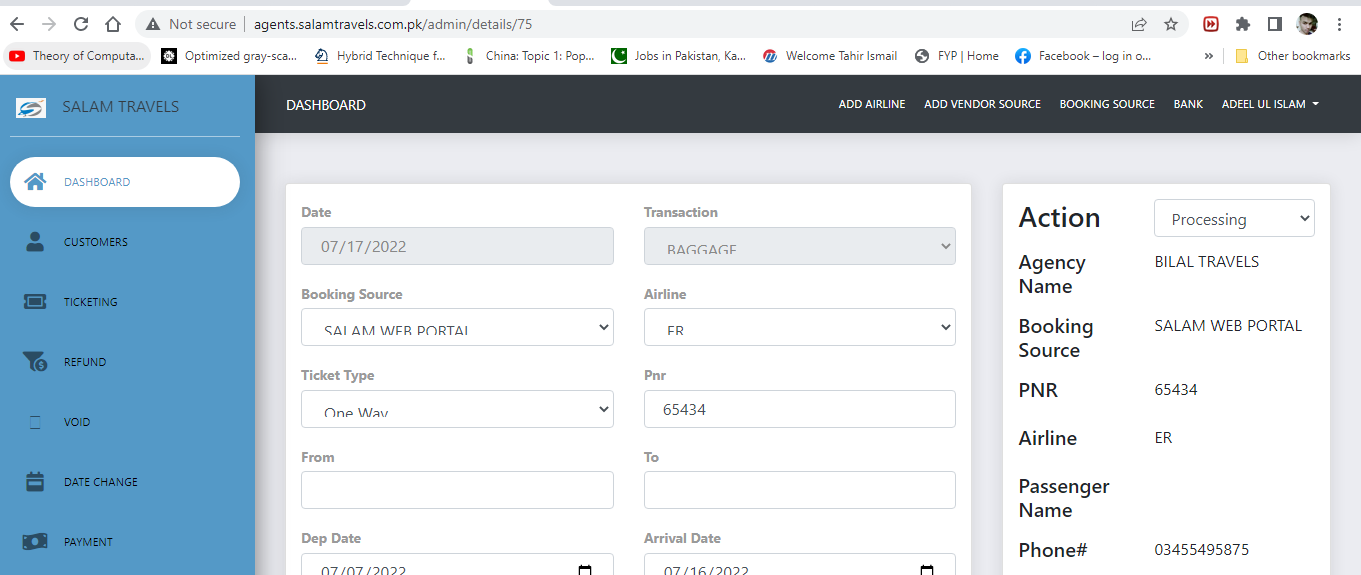 Not secure | agents.salamtravels.com.pk/admin/details/75
Theory of Computa... Optimized gray-sca... Hybrid Technique f... China: Topic 1: Pop... Jobs in Pakistan, Ka... Welcome Tahir Ismail FYP | Home Facebook – log in o... » Other bookmarks
SALAM TRAVELS
DASHBOARD
CUSTOMERS
TICKETING
REFUND
VOID
DATE CHANGE
PAYMENT
DASHBOARD ADD AIRLINE ADD VENDOR SOURCE BOOKING SOURCE BANK ADEEL UL ISLAM
Date Transaction
07/17/2022 BAGGAGE
Booking Source Airline
SALAM WEB PORTAL ER
Ticket Type Pnr
One Way 65434
From To
Dep Date Arrival Date
07/07/2022 07/16/2022
Action Processing
Agency Name BILAL TRAVELS
Booking Source SALAM WEB PORTAL
PNR 65434
Airline ER
Passenger Name
Phone# 03455495875